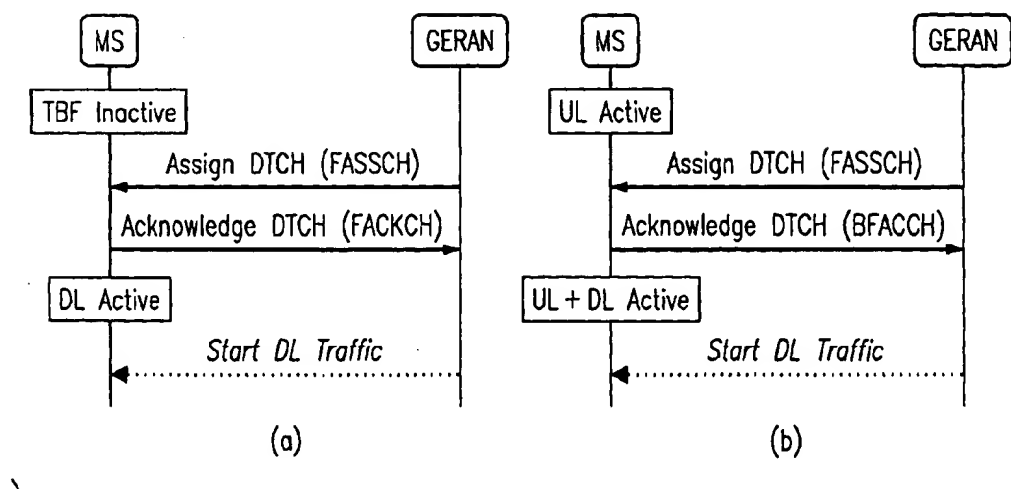 MS
GERAN
TBF Inactive
Assign DTCH (FASSCH)
Acknowledge DTCH (FACKCH)
DL Active
Start DL Traffic
(a)
MS
GERAN
UL Active
Assign DTCH (FASSCH)
Acknowledge DTCH (BFACCH)
UL + DL Active
Start DL Traffic
(b)